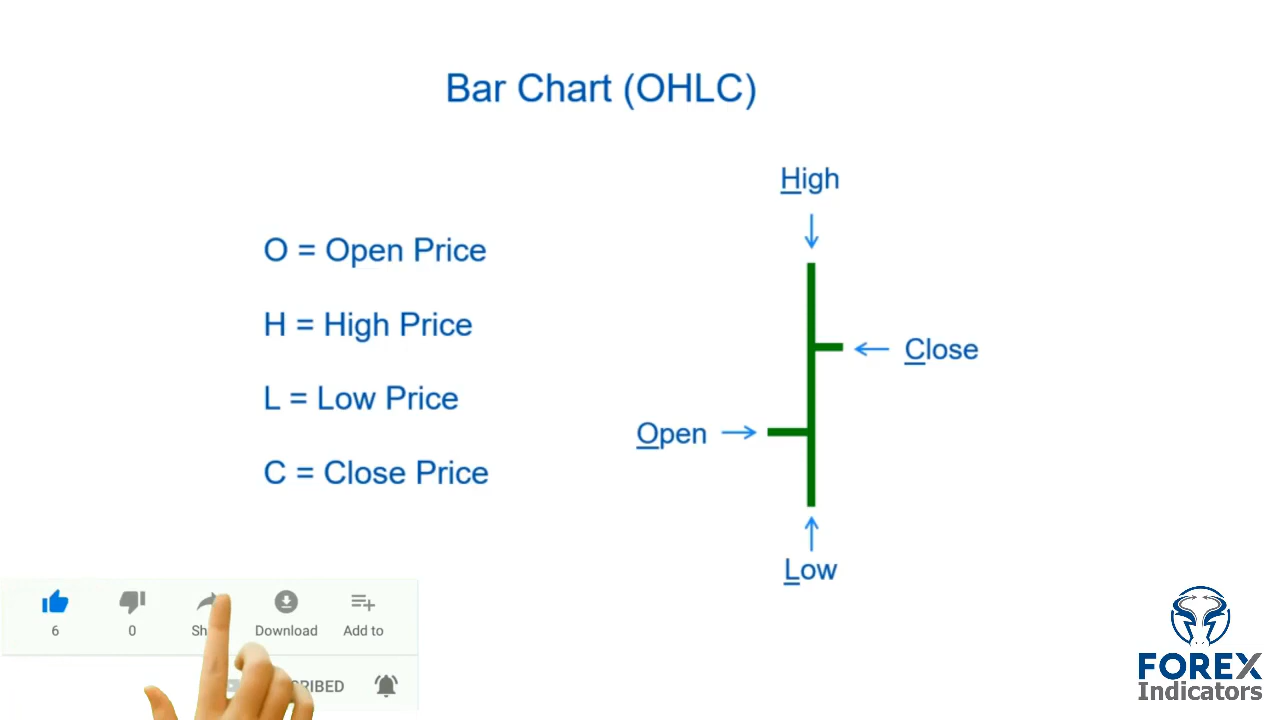 Bar Chart (OHLC)
High
O = Open Price
H = High Price
Close
L = Low Price
Open
C = Close Price
Low
6
0
Download
Add to
FOREX
Indicators